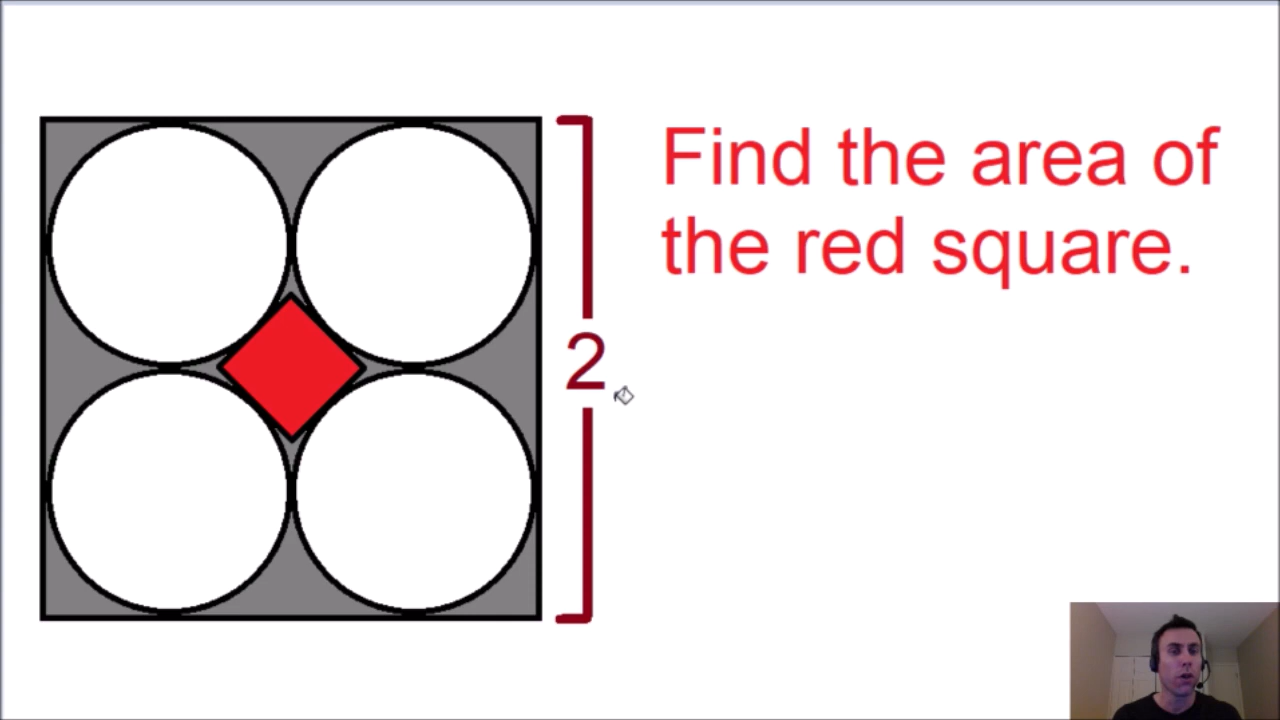 Find the area of
the red square.
2